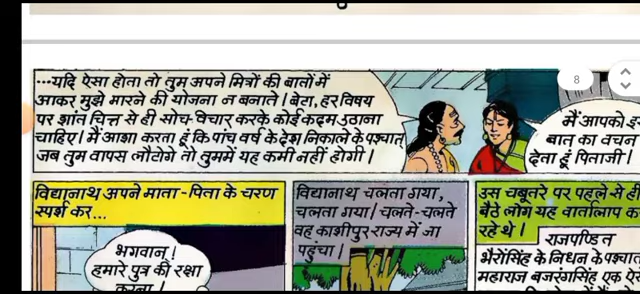 ...यदि ऐसा होता तो तुम अपने मित्रों की बातों में
आकर मुझे मारने की योजना न बनाते। बेटा, हर विषय
पर शांत चित्त से ही सोच-विचार करके कोई कदम उठाना
चाहिए। मैं आशा करता हूं कि पांच वर्ष के देश निकाले के पश्चात्
जब तुम वापस लौटोगे तो तुममें यह कमी नहीं होगी।
8
मैं आपको
बात का वचन
देता हूं पिताजी।
विद्यानाथ अपने माता-पिता के चरण
स्पर्श कर...
भगवान!
हमारे पुत्र की रक्षा
करना।
विद्यानाथ चलता गया,
चलता गया। चलते-चलते
वह काशीपुर राज्य में जा
पहुंचा।
उस चबूतरे पर पहले से ही
बैठे लोग यह वार्तालाप
रहे थे।
राजपण्डित
भैरोसिंह के निधन के पश्चात
महाराज बजरंगसिंह एक